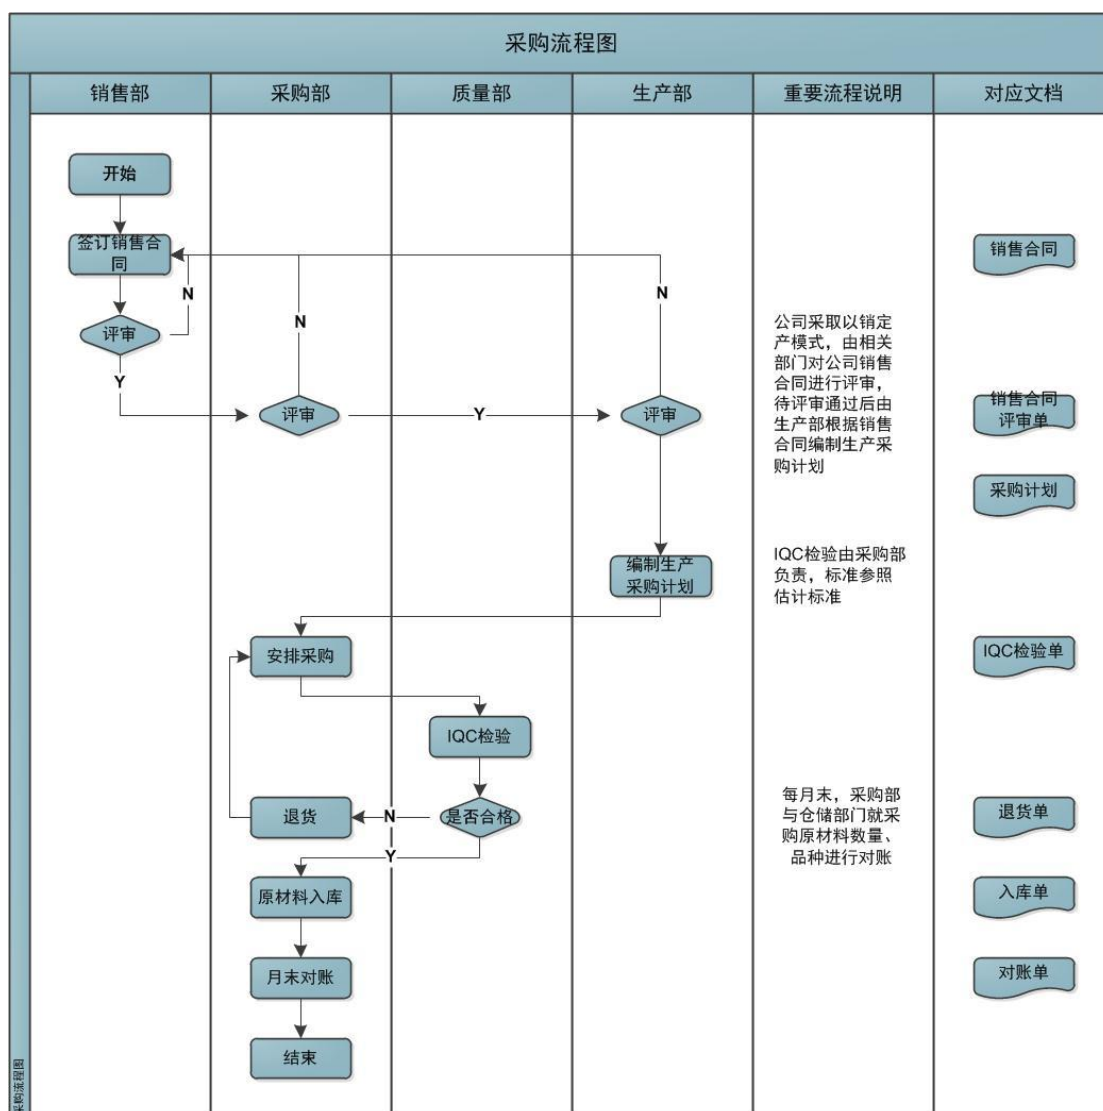 采购流程图
销售部
采购部
质量部
生产部
重要流程说明
对应文档
开始
签订销售合
同
销售合同
N
N
N
评审
公司采取以销定
产模式，由相关
部门对公司销售
合同进行评审，
待评审通过后由
生产部根据销售
合同编制生产采
购计划
Y
评审
Y
评审
销售合同
评审单
采购计划
编制生产
采购计划
IQC检验由采购部
负责，标准参照
估计标准
安排采购
IQC检验单
IQC检验
退货
N
是否合格
每月末，采购部
与仓储部门就采
购原材料数量、
品种进行对账
退货单
Y
原材料入库
入库单
月末对账
对账单
结束
采购流程图